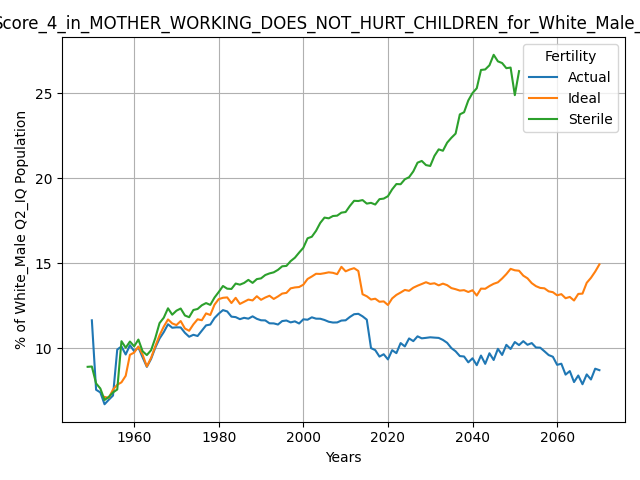 Score_4_in_MOTHER_WORKING_DOES_NOT_HURT_CHILDREN_for_White_Male_
% of White_Male Q2_IQ Population
25
20
15
10
1960 1980 2000 2020 2040 2060
Years
Fertility
Actual
Ideal
Sterile